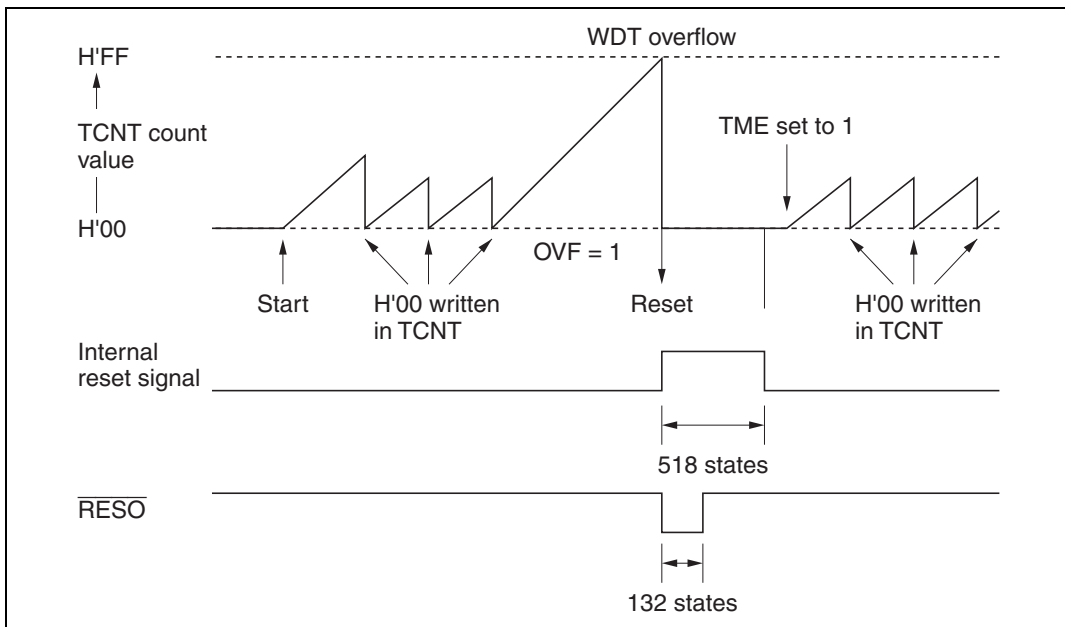 WDT overflow
H'FF
TME set to 1
TCNT count
value
H'00
OVF = 1
Start
H'00 written
in TCNT
Reset
H'00 written
in TCNT
Internal
reset signal
518 states
RESO
132 states